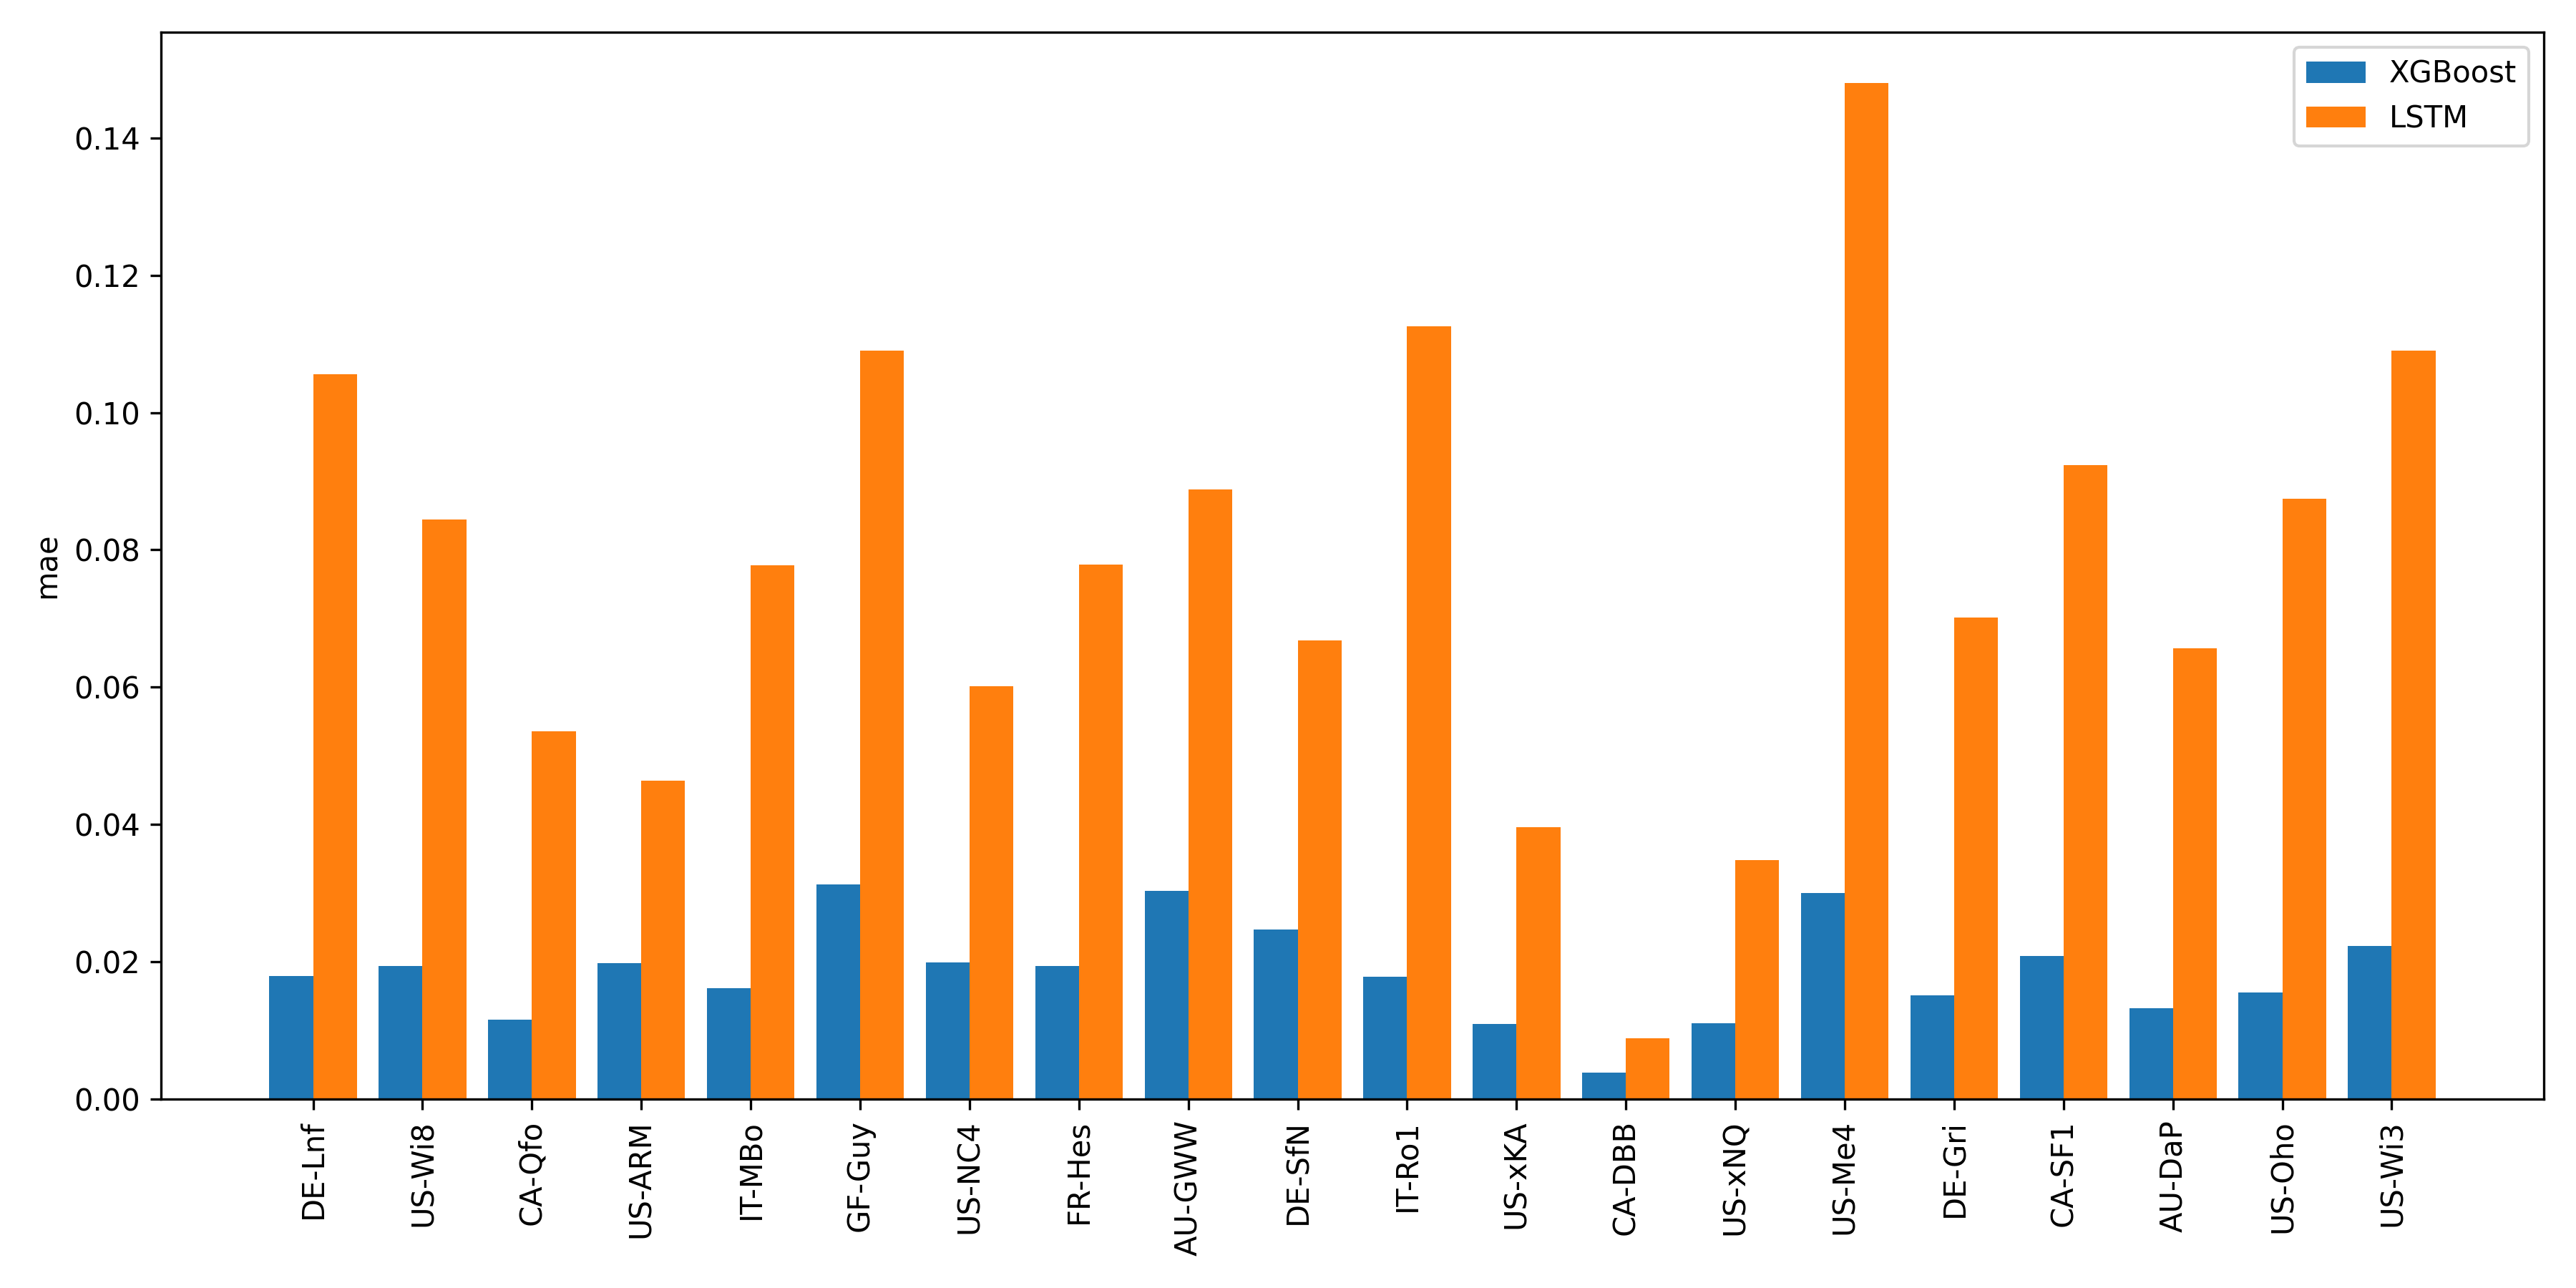 XGBoost
LSTM
mae
0.14
0.12
0.10
0.08
0.06
0.04
0.02
0.00
DE-Lnf
US-Wi8
CA-Qfo
US-ARM
IT-MBo
GF-Guy
US-NC4
FR-Hes
AU-GWW
DE-SfN
IT-Ro1
US-xKA
CA-DBB
US-xNQ
US-Me4
DE-Gri
CA-SF1
AU-DaP
US-Oho
US-Wi3